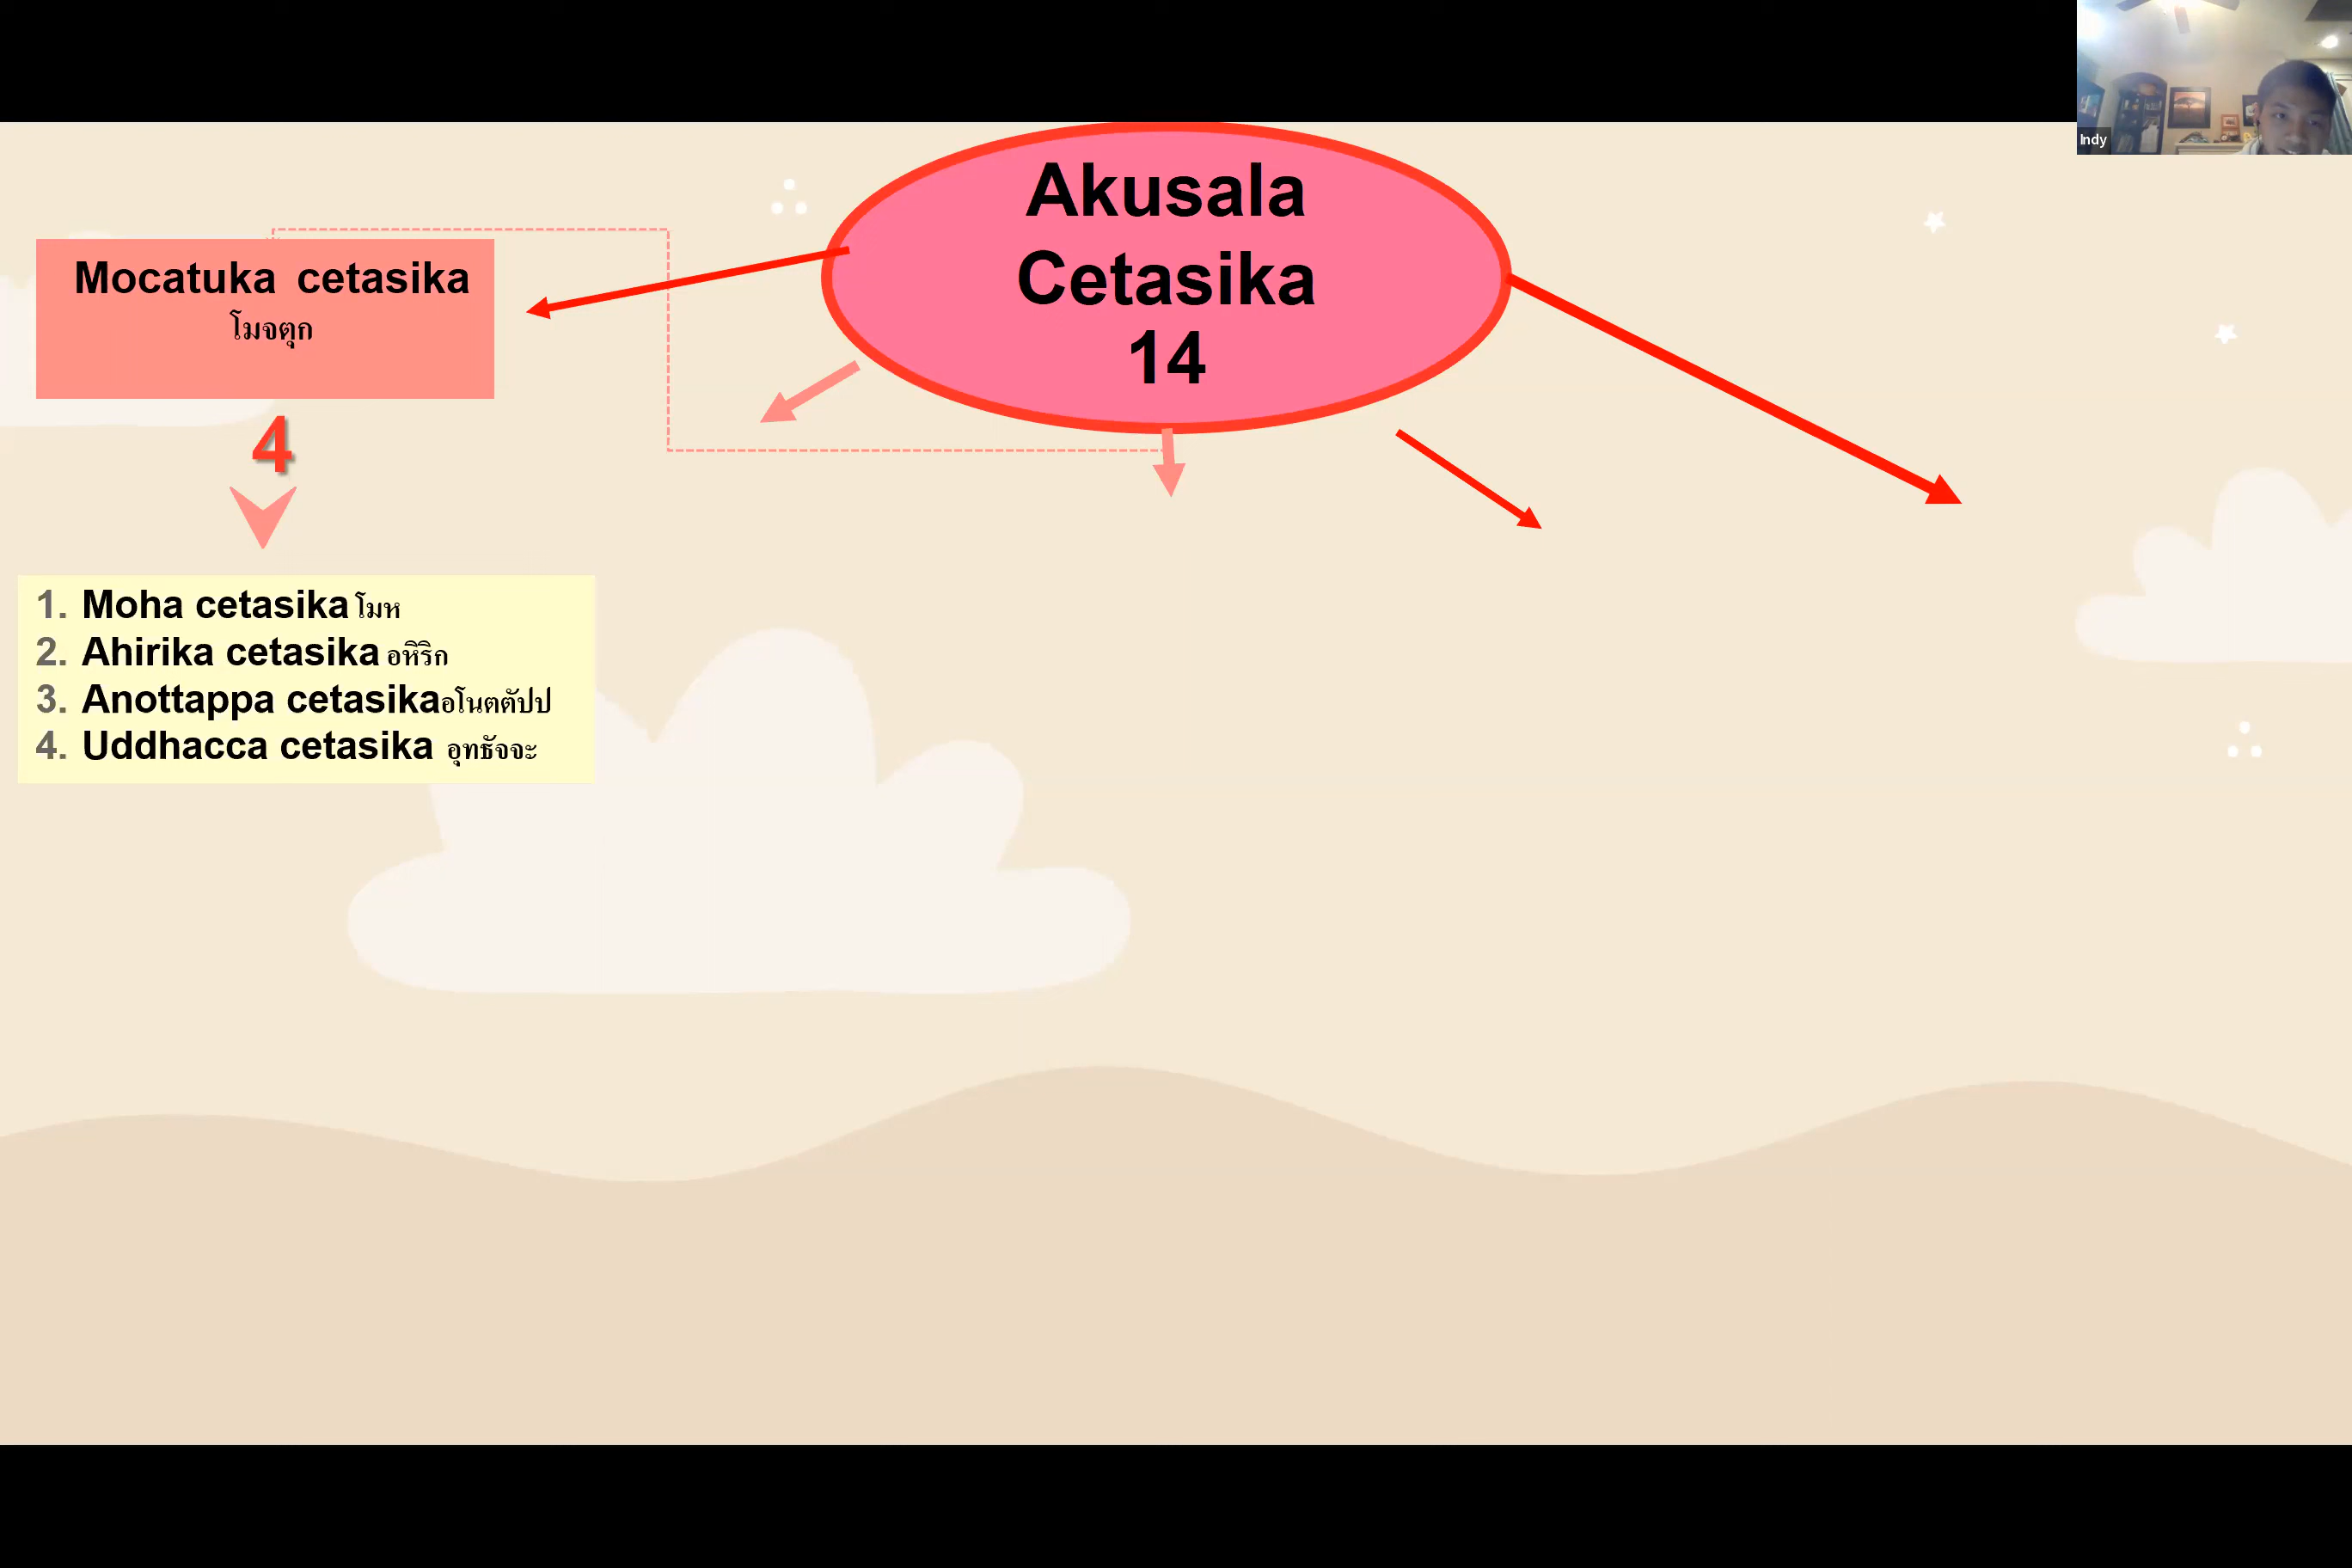 Indy
Akusala
Cetasika
14
Mocatuka cetasika
โมจตุก
4
1. Moha cetasika โมห
2. Ahirika cetasika อหิริก
3. Anottappa cetasikaอโนตตัปป
4. Uddhacca cetasika อุทธัจจะ